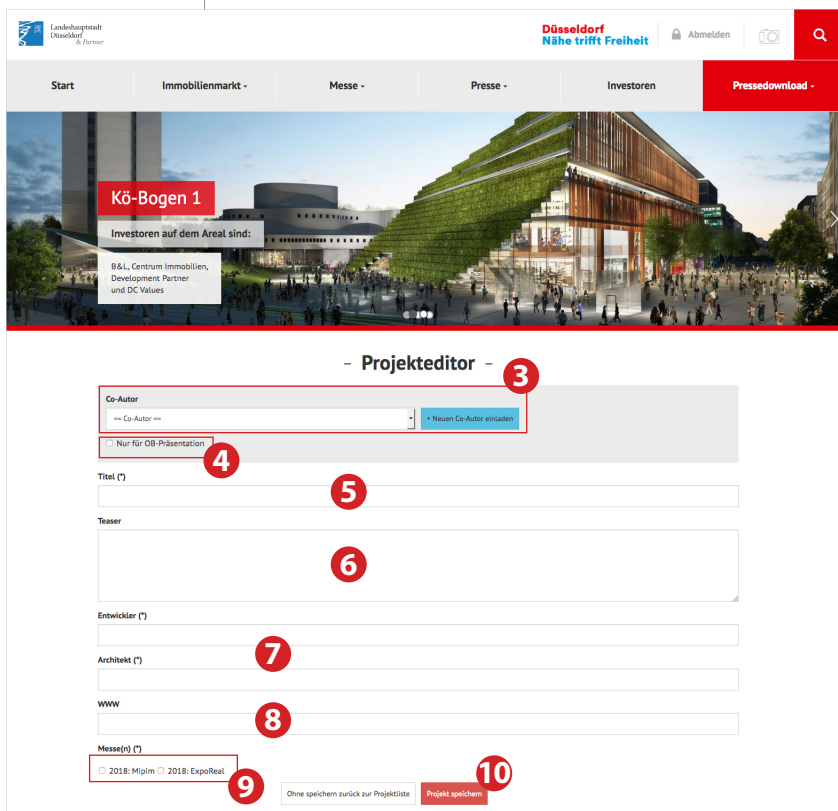 Landeshauptstadt
Düsseldorf
& Partner
Düsseldorf
Nähe trifft Freiheit
Abmelden
Start Immobilienmarkt Messe Presse Investoren Pressedownload
Kö-Bogen 1
Investoren auf dem Areal sind:
B&L, Centrum Immobilien,
Development Partner
und DC Values
– Projekteditor –
3
Co-Autor
== Co-Autor == + Neuen Co-Autor einladen
Nur für OB-Präsentation
4
Titel (*)
5
Teaser
6
Entwickler (*)
7
Architekt (*)
WWW
8
Messe(n) (*)
2018: Mipim 2018: ExpoReal
9
Ohne speichern zurück zur Projektliste Projekt speichern
10